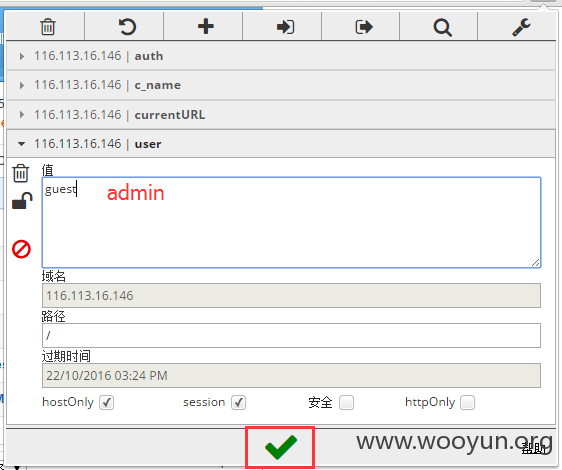 116.113.16.146 | auth
116.113.16.146 | c_name
116.113.16.146 | currentURL
116.113.16.146 | user
值
guest
admin
域名
116.113.16.146
路径
/
过期时间
22/10/2016 03:24 PM
hostOnly session 安全 httpOnly
www.wooyun.org
帮助